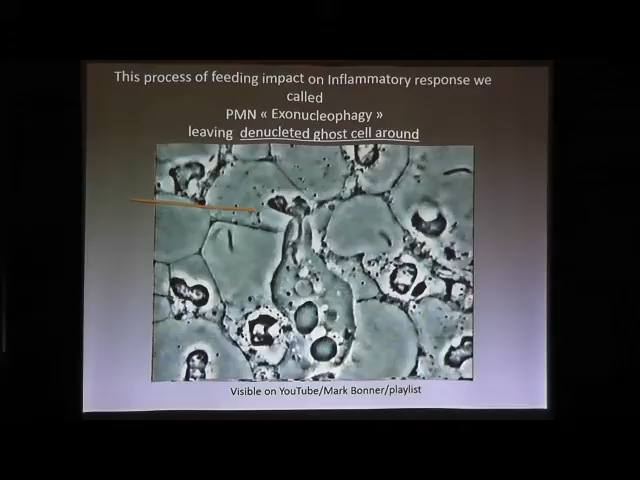 This process of feeding impact on Inflammatory response we
called
PMN « Exonucleophagy »
leaving denucleted ghost cell around
Visible on YouTube/Mark Bonner/playlist